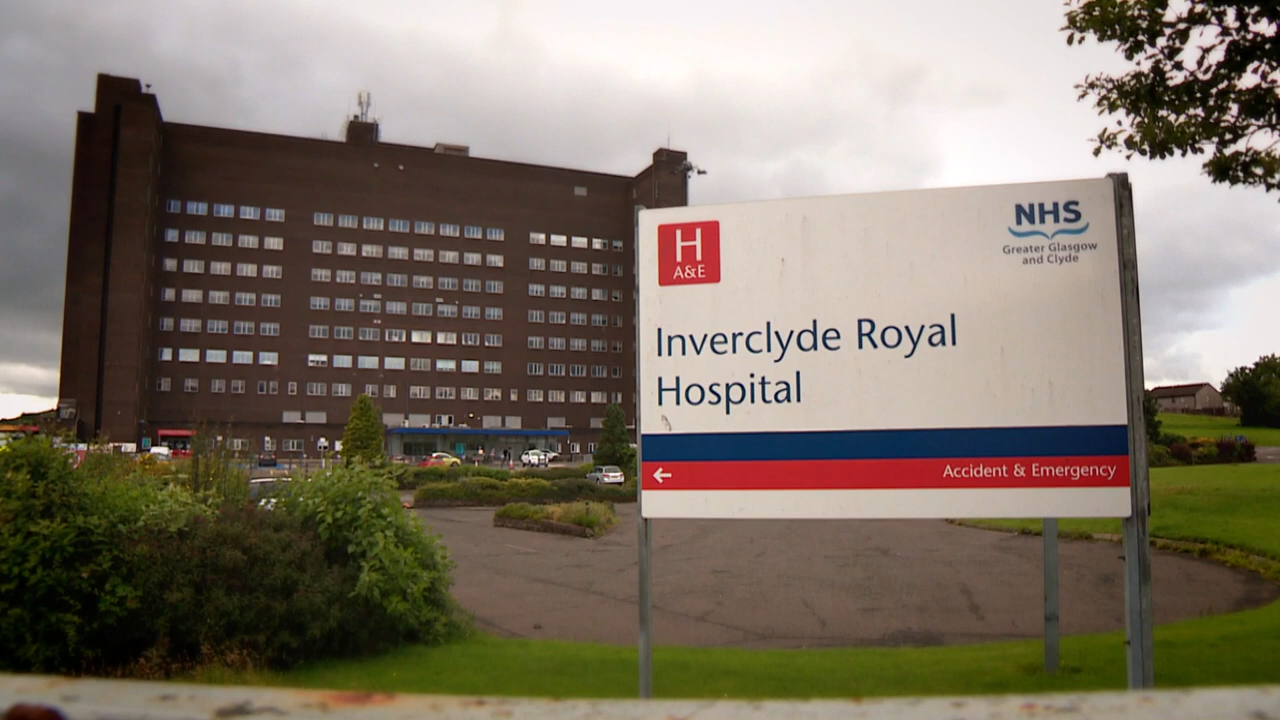 H
A&E
NHS
Greater Glasgow
and Clyde
Inverclyde Royal
Hospital
Accident & Emergency